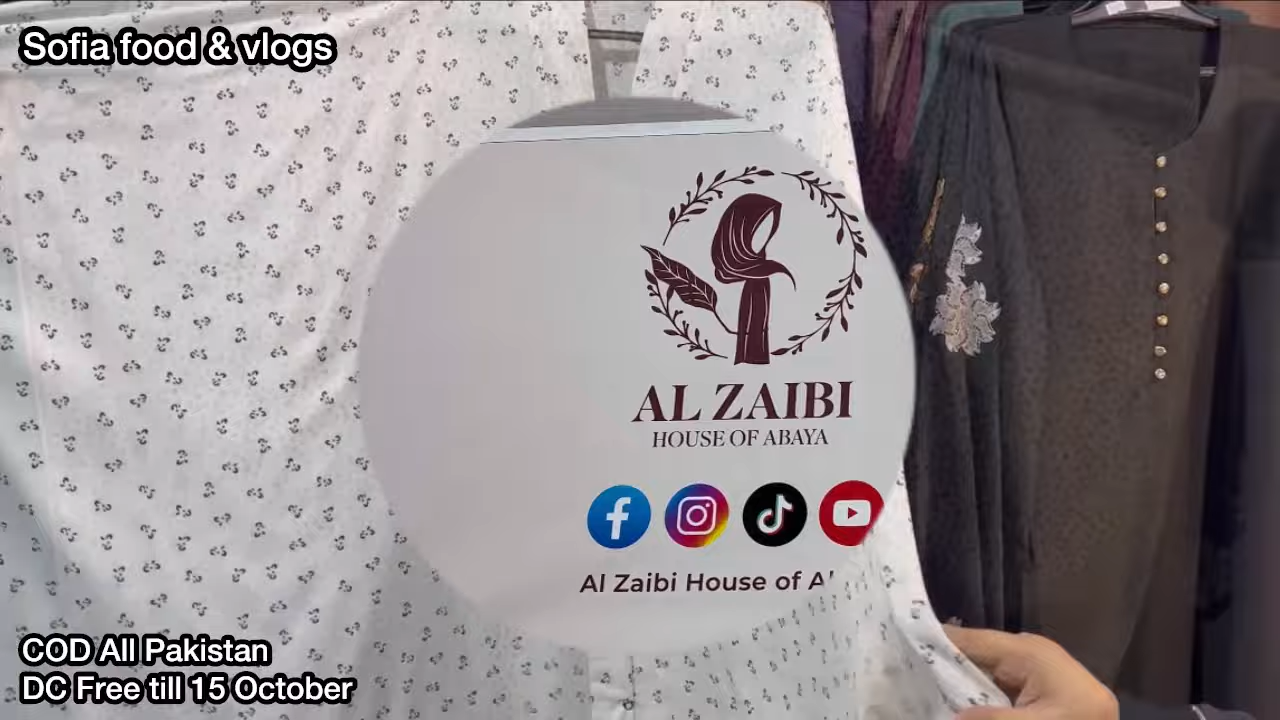 Sofia food & vlogs
AL ZAIBI
HOUSE OF ABAYA
Al Zaibi House of
COD All Pakistan
DC Free till 15 October